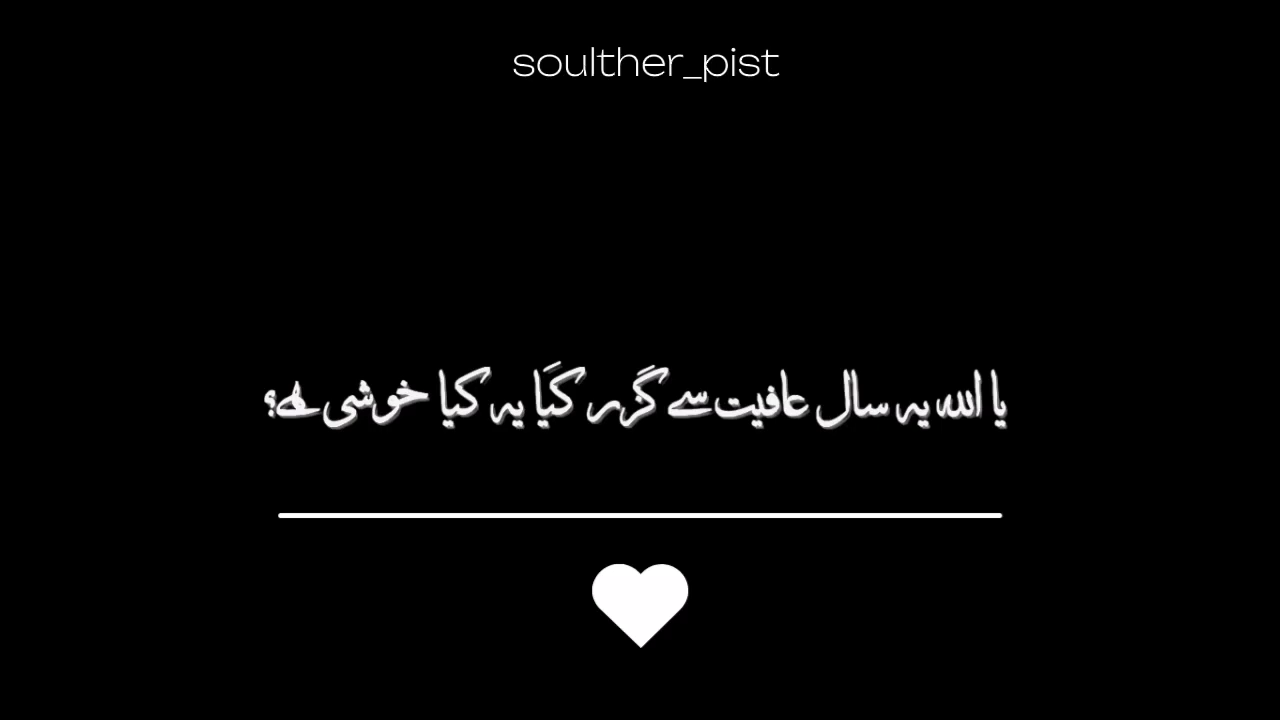 soulther_pist
یا اللہ یہ سال عافیت سے گزر گیا یہ کیا خوشی ہے؟